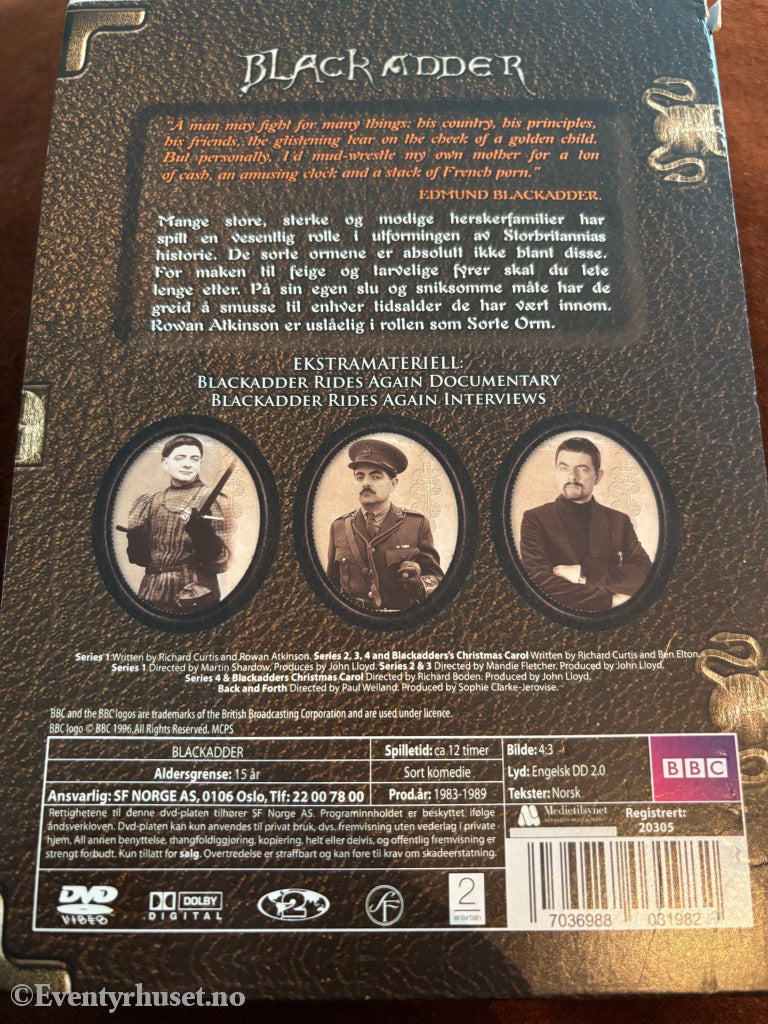 BLACK ADDER
"A man may fight for many things: his country, his principles,
his friends, the glistening tear on the cheek of a golden child.
But personally, I'd mud-wrestle my own mother for a ton
of cash, an amusing clock and a stack of French porn."
EDMUND BLACKADDER.
Mange store, sterke og modige herskerfamilier har
spilt en vesentlig rolle i utformingen av Storbritannias
historie. De sorte ormene er absolutt ikke blant disse.
For maken til feige og tarvelige fyrer skal du lete
lenge etter. På sin egen slu og sniksomme måte har de
greid å smusse til enhver tidsalder de har vært innom.
Rowan Atkinson er uslåelig i rollen som Sorte Orm.
EKSTRAMATERIELL:
BLACKADDER RIDES AGAIN DOCUMENTARY
BLACKADDER RIDES AGAIN INTERVIEWS
Series 1 Written by Richard Curtis and Rowan Atkinson. Series 2, 3, 4 and Blackadders's Christmas Carol Written by Richard Curtis and Ben Elton.
Series 1 Directed by Martin Shardow, Produces by John Lloyd. Series 2 & 3 Directed by Mandie Fletcher. Produced by John Lloyd.
Series 4 & Blackadders Christmas Carol Directed by Richard Boden. Produced by John Lloyd.
Back and Forth Directed by Paul Weiland. Produced by Sophie Clarke-Jerovise.
BBC and the BBC logos are trademarks of the British Broadcasting Corporation and are used under licence.
BBC logo © BBC 1996. All Rights Reserved. MCPS
BLACKADDER
Spilletid: ca 12 timer
Bilde: 4:3
BBC
Aldersgrense: 15 år
Sort komedie
Lyd: Engelsk DD 2.0
Ansvarlig: SF NORGE AS, 0106 Oslo, Tlf: 22 00 78 00
Prod.år: 1983-1989
Tekster: Norsk
Rettighetene til denne dvd-platen tilhører SF Norge AS. Programinnholdet er beskyttet ifølge
åndsverkloven. Dvd-platen kan kun anvendes til privat bruk, dvs. fremvisning uten vederlag i private
hjem. All annen benyttelse, mangfoldiggjøring, kopiering, helt eller delvis, og offentlig fremvisning er
strengt forbudt. Kun tillatt for salg. Overtredelse er straffbart og kan føre til krav om skadeerstatning.
Medietilsynet
Registrert:
20305
DVD
VIDEO
DOLBY
DIGITAL
2
SF
2
entertain
7036988 031982
©Eventyrhuset.no